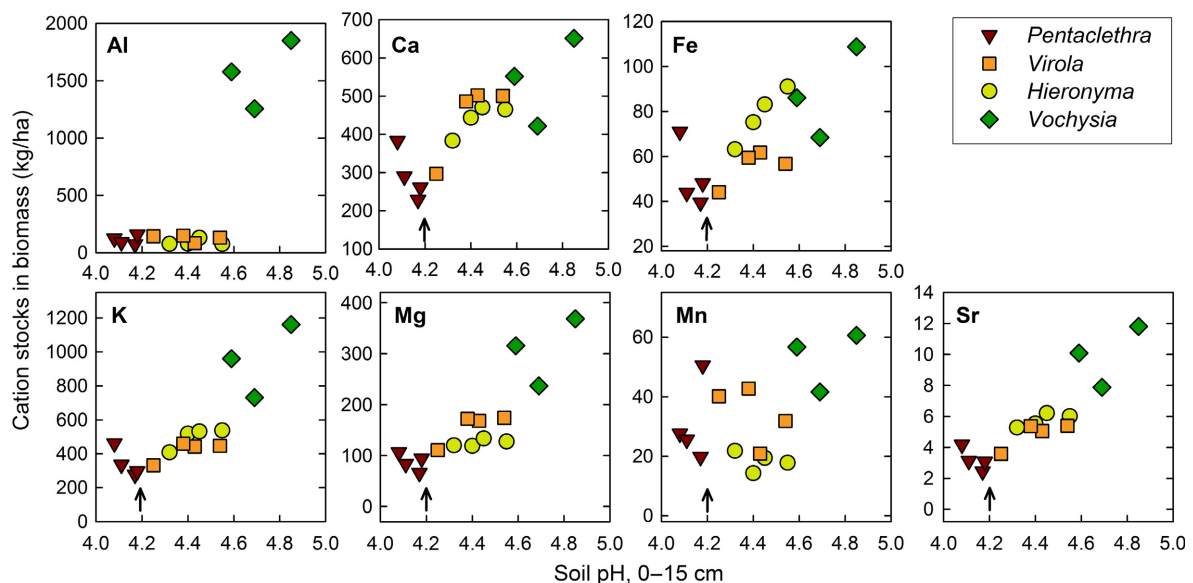 Cation stocks in biomass (kg/ha)
Al
2000
1500
1000
500
0
4.0 4.2 4.4 4.6 4.8 5.0
Ca
700
600
500
400
300
200
100
4.0 4.2 4.4 4.6 4.8 5.0
Fe
120
100
80
60
40
20
4.0 4.2 4.4 4.6 4.8 5.0
Pentaclethra
Virola
Hieronyma
Vochysia
K
1200
1000
800
600
400
200
0
4.0 4.2 4.4 4.6 4.8 5.0
Mg
400
300
200
100
0
4.0 4.2 4.4 4.6 4.8 5.0
Mn
60
40
20
0
4.0 4.2 4.4 4.6 4.8 5.0
Sr
14
12
10
8
6
4
2
0
4.0 4.2 4.4 4.6 4.8 5.0
Soil pH, 0–15 cm